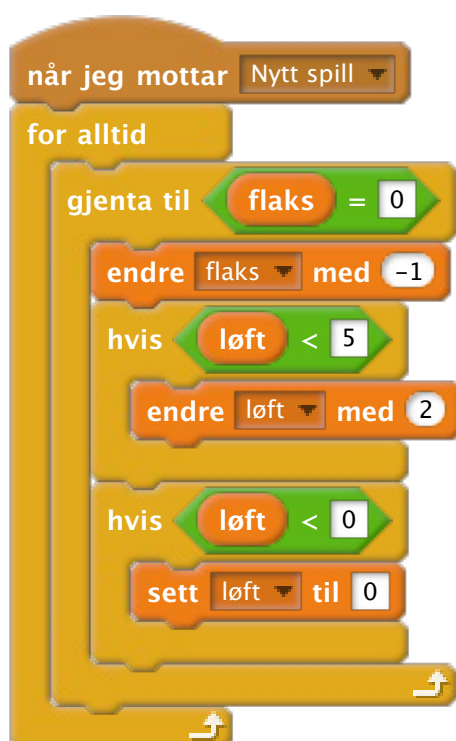 når jeg mottar Nytt spill
for alltid
gjenta til flaks = 0
endre flaks med -1
hvis løft < 5
endre løft med 2
hvis løft < 0
sett løft til 0